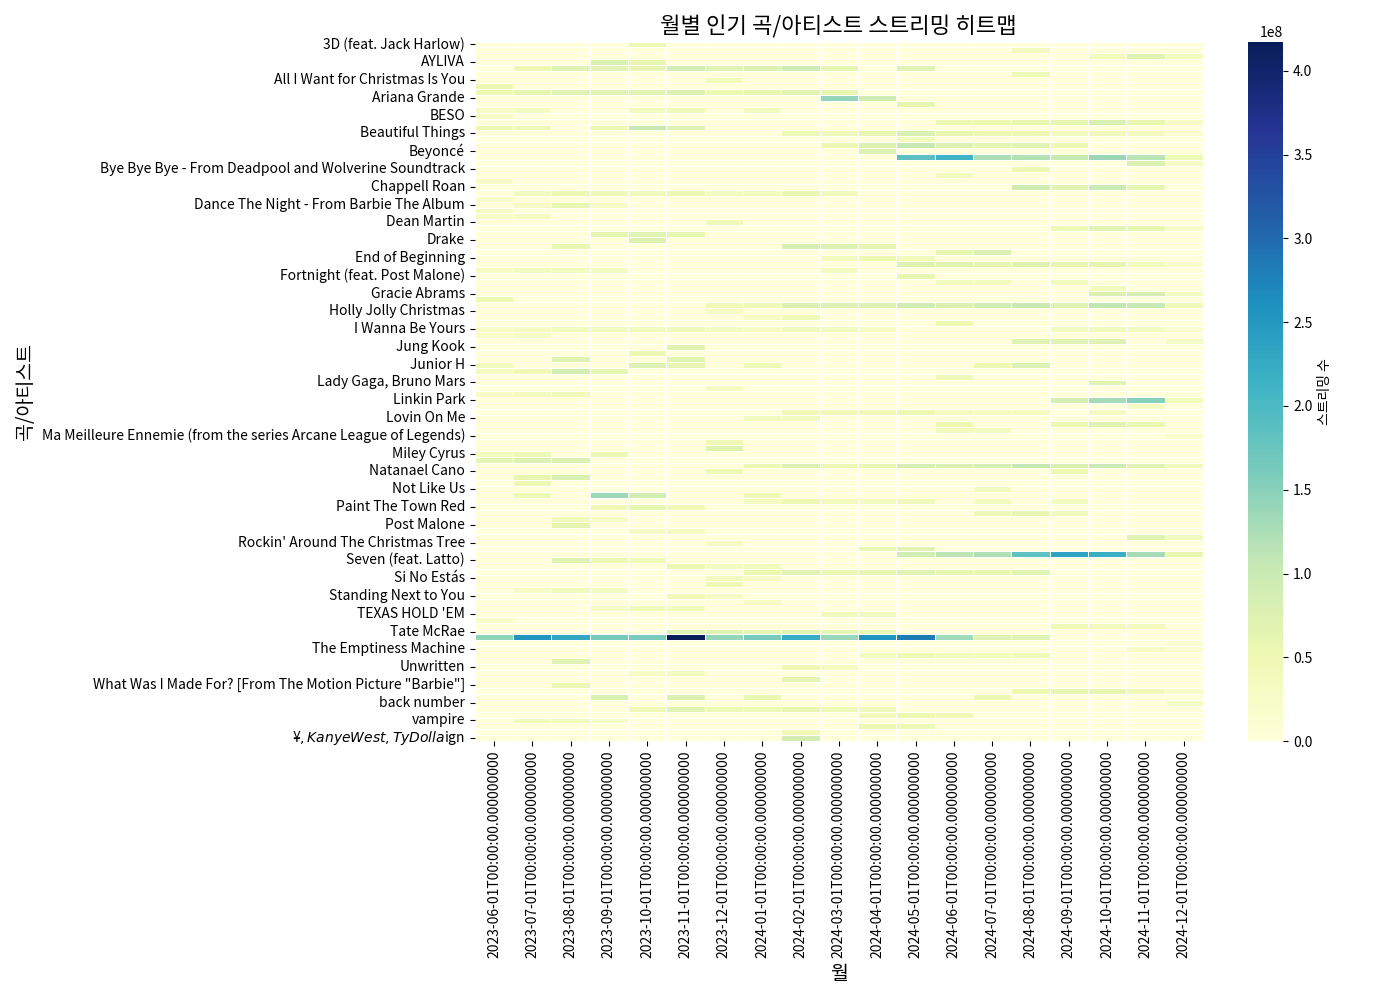 월별 인기 곡/아티스트 스트리밍 히트맵
곡/아티스트
3D (feat. Jack Harlow)
AYLIVA
All I Want for Christmas Is You
Ariana Grande
BESO
Beautiful Things
Beyoncé
Bye Bye Bye - From Deadpool and Wolverine Soundtrack
Chappell Roan
Dance The Night - From Barbie The Album
Dean Martin
Drake
End of Beginning
Fortnight (feat. Post Malone)
Gracie Abrams
Holly Jolly Christmas
I Wanna Be Yours
Jung Kook
Junior H
Lady Gaga, Bruno Mars
Linkin Park
Lovin On Me
Ma Meilleure Ennemie (from the series Arcane League of Legends)
Miley Cyrus
Natanael Cano
Not Like Us
Paint The Town Red
Post Malone
Rockin' Around The Christmas Tree
Seven (feat. Latto)
Si No Estás
Standing Next to You
TEXAS HOLD 'EM
Tate McRae
The Emptiness Machine
Unwritten
What Was I Made For? [From The Motion Picture "Barbie"]
back number
vampire
¥,KanyeWest,TyDollaign
2023-06-01T00:00:00.000000000
2023-07-01T00:00:00.000000000
2023-08-01T00:00:00.000000000
2023-09-01T00:00:00.000000000
2023-10-01T00:00:00.000000000
2023-11-01T00:00:00.000000000
2023-12-01T00:00:00.000000000
2024-01-01T00:00:00.000000000
2024-02-01T00:00:00.000000000
2024-03-01T00:00:00.000000000
2024-04-01T00:00:00.000000000
2024-05-01T00:00:00.000000000
2024-06-01T00:00:00.000000000
2024-07-01T00:00:00.000000000
2024-08-01T00:00:00.000000000
2024-09-01T00:00:00.000000000
2024-10-01T00:00:00.000000000
2024-11-01T00:00:00.000000000
2024-12-01T00:00:00.000000000
월
1e8
4.0
3.5
3.0
2.5
2.0
1.5
1.0
0.5
0.0
스트리밍 수